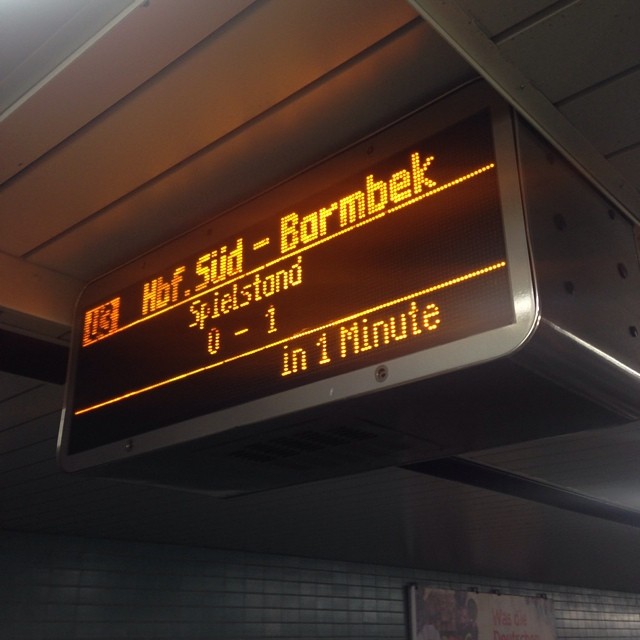 U3 Hbf.Süd - Barmbek
Spielstand
0 - 1
in 1 Minute